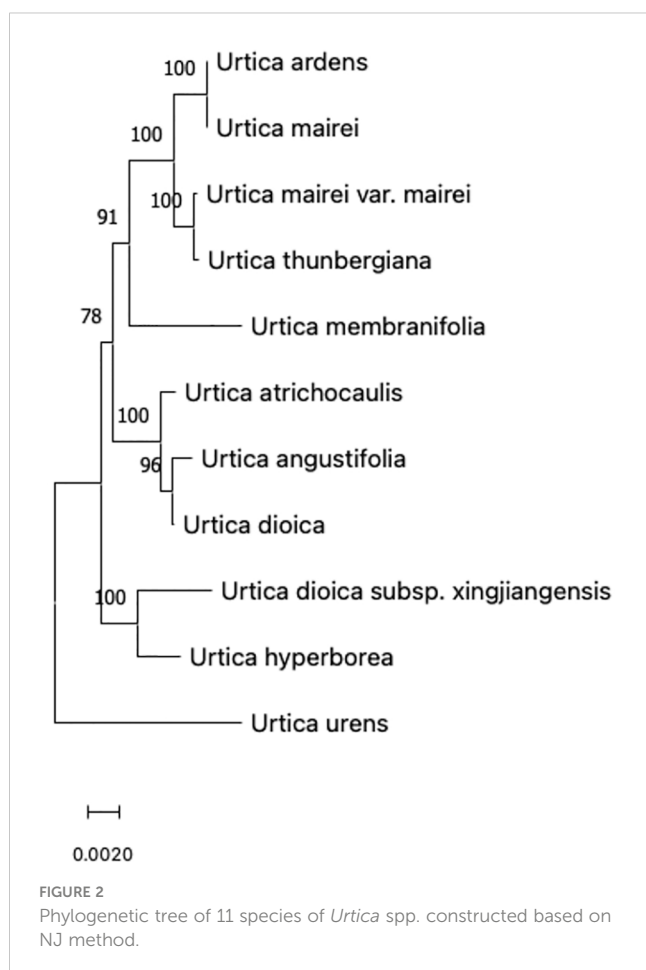 100 Urtica ardens
100 Urtica mairei
100 Urtica mairei var. mairei
91 Urtica thunbergiana
78 Urtica membranifolia
100 Urtica atrichocaulis
96 Urtica angustifolia
Urtica dioica
100 Urtica dioica subsp. xingjiangensis
Urtica hyperborea
Urtica urens
0.0020
FIGURE 2
Phylogenetic tree of 11 species of Urtica spp. constructed based on
NJ method.